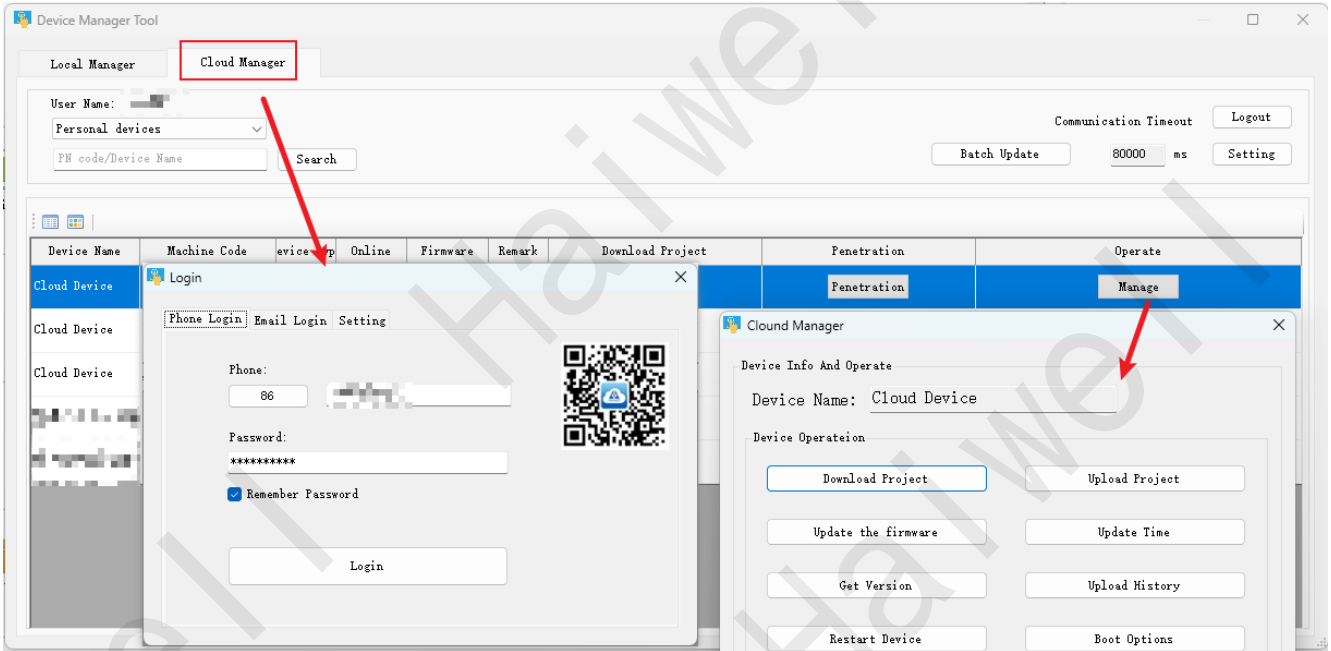 Device Manager Tool
Local Manager
Cloud Manager
User Name:
Personal devices
PN code/Device Name
Search
Communication Timeout
Logout
Batch Update
80000 ms
Setting
Device Name Machine Code evice yp Online Firmware Remark Download Project Penetration Operate
Cloud Device
Penetration
Manage
Cloud Device
Cloud Device
Login
Phone Login Email Login Setting
Phone:
86
Password:
**********
Remember Password
Login
Clound Manager
Device Info And Operate
Device Name: Cloud Device
Device Operateion
Download Project
Upload Project
Update the firmware
Update Time
Get Version
Upload History
Restart Device
Boot Options
Haiwell
Haiwell
ell